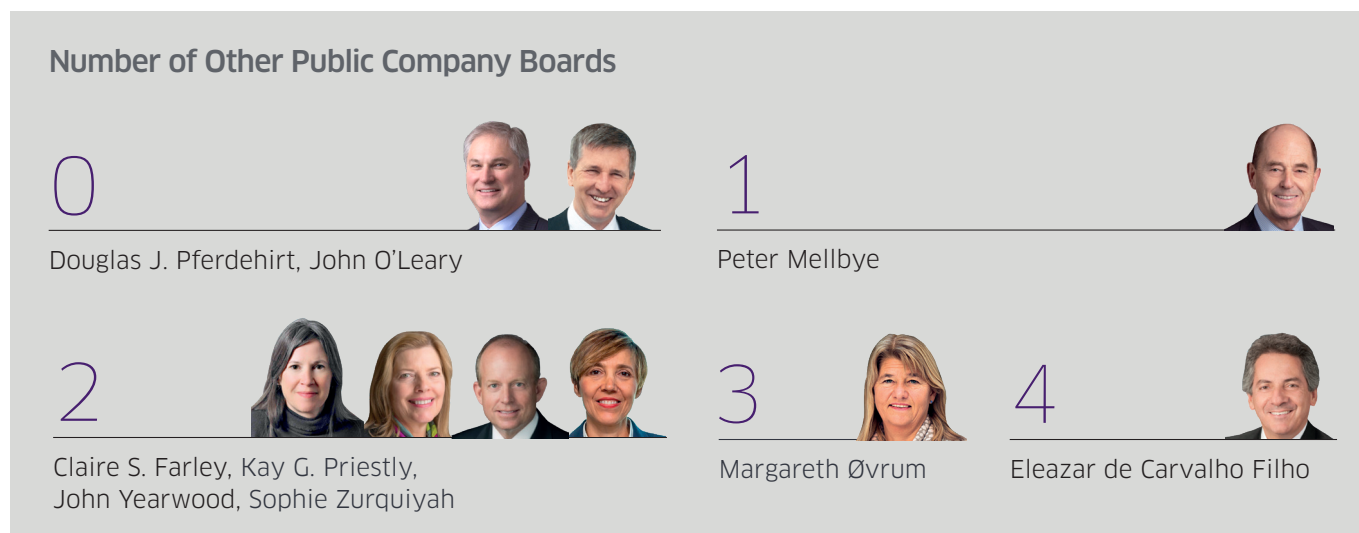 Number of Other Public Company Boards
0
Douglas J. Pferdehirt, John O’Leary
1
Peter Mellbye
2
Claire S. Farley, Kay G. Priestly,
John Yearwood, Sophie Zurquiyah
3
Margareth Øvrum
4
Eleazar de Carvalho Filho